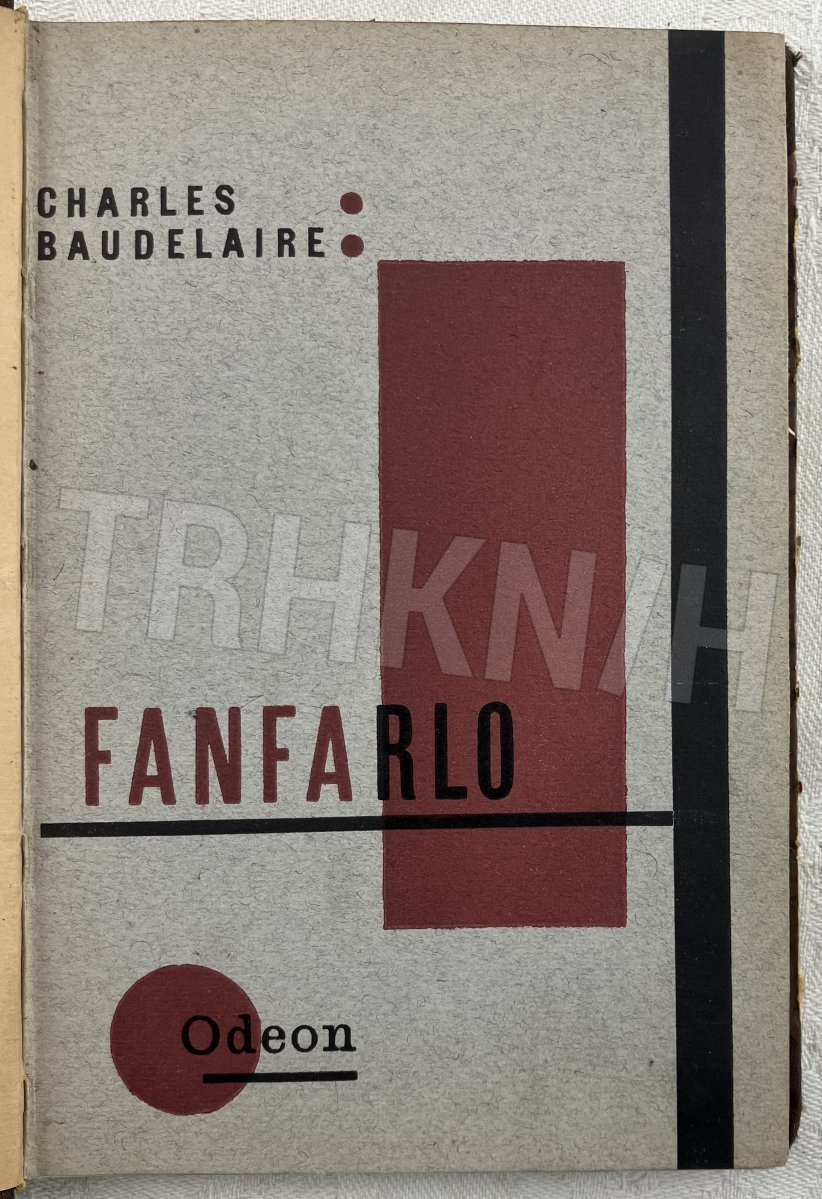 CHARLES
BAUDELAIRE:
TRHKNIH
FANFARLO
Odeon